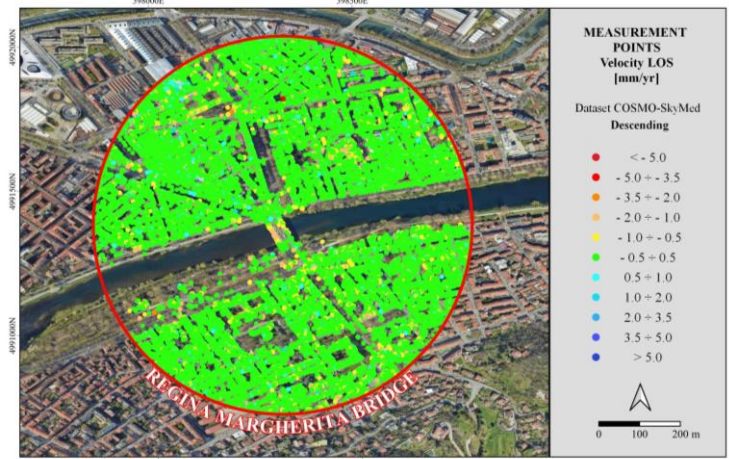 398000E 398500E
4992000N
4991500N
4991000N
REGINA MARGHERITA BRIDGE
MEASUREMENT
POINTS
Velocity LOS
[mm/yr]
Dataset COSMO-SkyMed
Descending
< - 5.0
- 5.0 ÷ - 3.5
- 3.5 ÷ - 2.0
- 2.0 ÷ - 1.0
- 1.0 ÷ - 0.5
- 0.5 ÷ 0.5
0.5 ÷ 1.0
1.0 ÷ 2.0
2.0 ÷ 3.5
3.5 ÷ 5.0
> 5.0
0 100 200 m